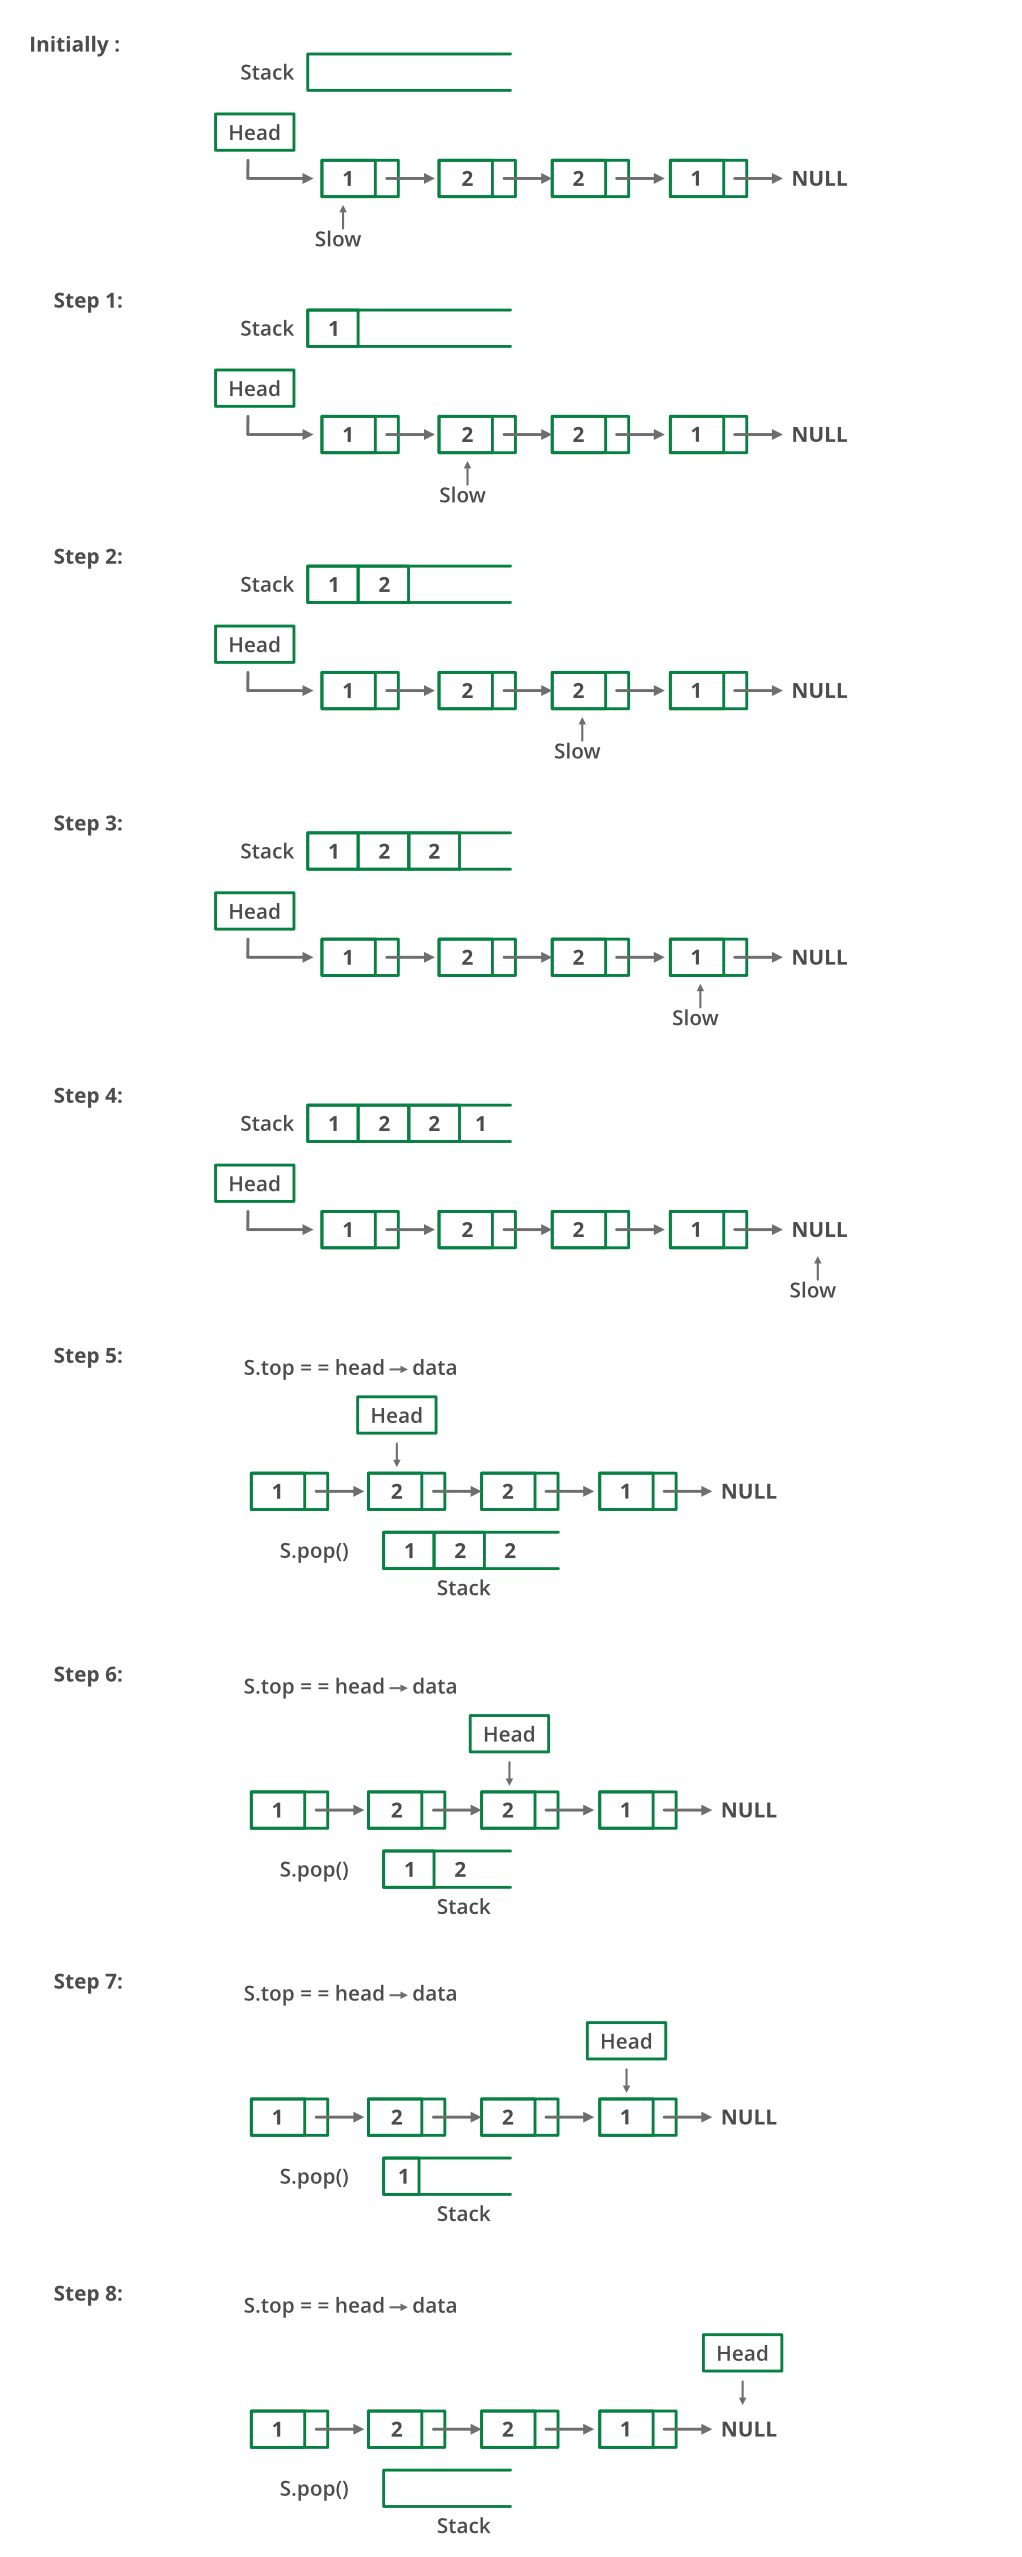 Initially :
Stack
Head
1 2 2 1 NULL
Slow
Step 1:
Stack 1
Head
1 2 2 1 NULL
Slow
Step 2:
Stack 1 2
Head
1 2 2 1 NULL
Slow
Step 3:
Stack 1 2 2
Head
1 2 2 1 NULL
Slow
Step 4:
Stack 1 2 2 1
Head
1 2 2 1 NULL
Slow
Step 5:
S.top = = head → data
Head
1 2 2 1 NULL
S.pop() 1 2 2
Stack
Step 6:
S.top = = head → data
Head
1 2 2 1 NULL
S.pop() 1 2
Stack
Step 7:
S.top = = head → data
Head
1 2 2 1 NULL
S.pop() 1
Stack
Step 8:
S.top = = head → data
Head
1 2 2 1 NULL
S.pop()
Stack